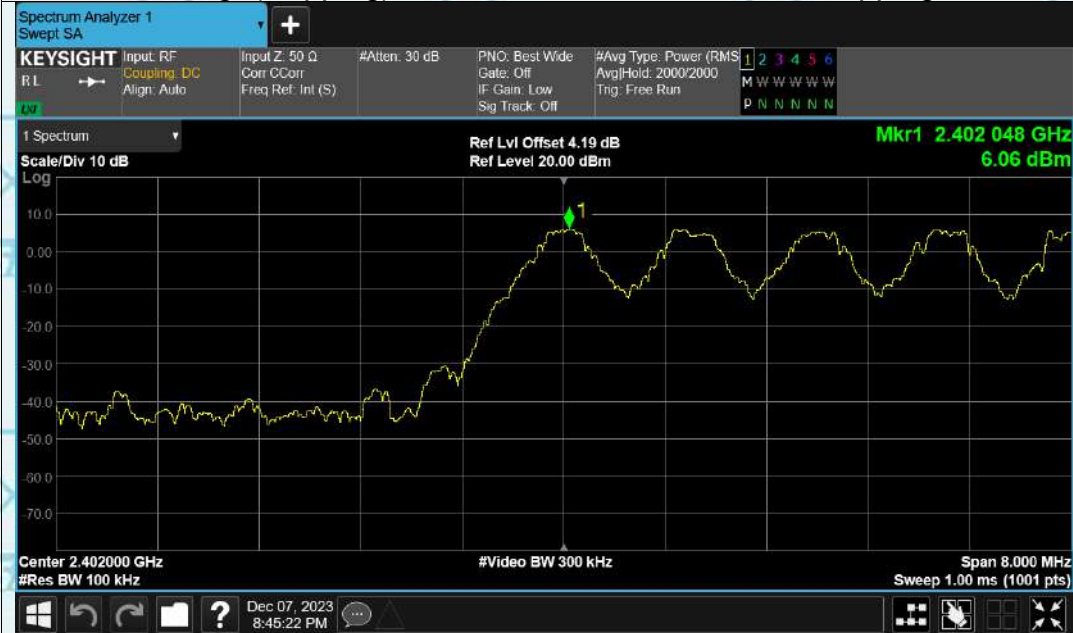 Spectrum Analyzer 1
Swept SA
+
KEYSIGHT
RL
LXI
Input: RF
Coupling: DC
Align: Auto
Input Z: 50 Ω
Corr CCorr
Freq Ref: Int (S)
#Atten: 30 dB
PNO: Best Wide
Gate: Off
IF Gain: Low
Sig Track: Off
#Avg Type: Power (RMS
Avg|Hold: 2000/2000
Trig: Free Run
1 2 3 4 5 6
M W W W W W
P N N N N N
1 Spectrum
Scale/Div 10 dB
Log
Ref Lvl Offset 4.19 dB
Ref Level 20.00 dBm
Mkr1 2.402 048 GHz
6.06 dBm
1
10.0
0.00
-10.0
-20.0
-30.0
-40.0
-50.0
-60.0
-70.0
Center 2.402000 GHz
#Res BW 100 kHz
#Video BW 300 kHz
Span 8.000 MHz
Sweep 1.00 ms (1001 pts)
?
Dec 07, 2023
8:45:22 PM